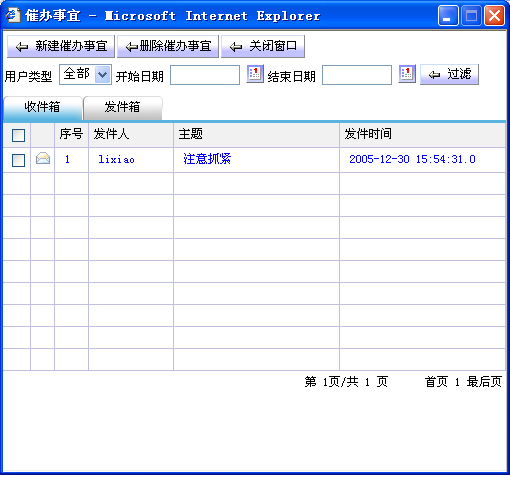 催办事宜 - Microsoft Internet Explorer
新建催办事宜 删除催办事宜 关闭窗口
用户类型 全部 开始日期 结束日期 过滤
收件箱 发件箱
序号 发件人 主题 发件时间
1 lixiao 注意抓紧 2005-12-30 15:54:31.0
第 1页/共 1 页 首页 1 最后页